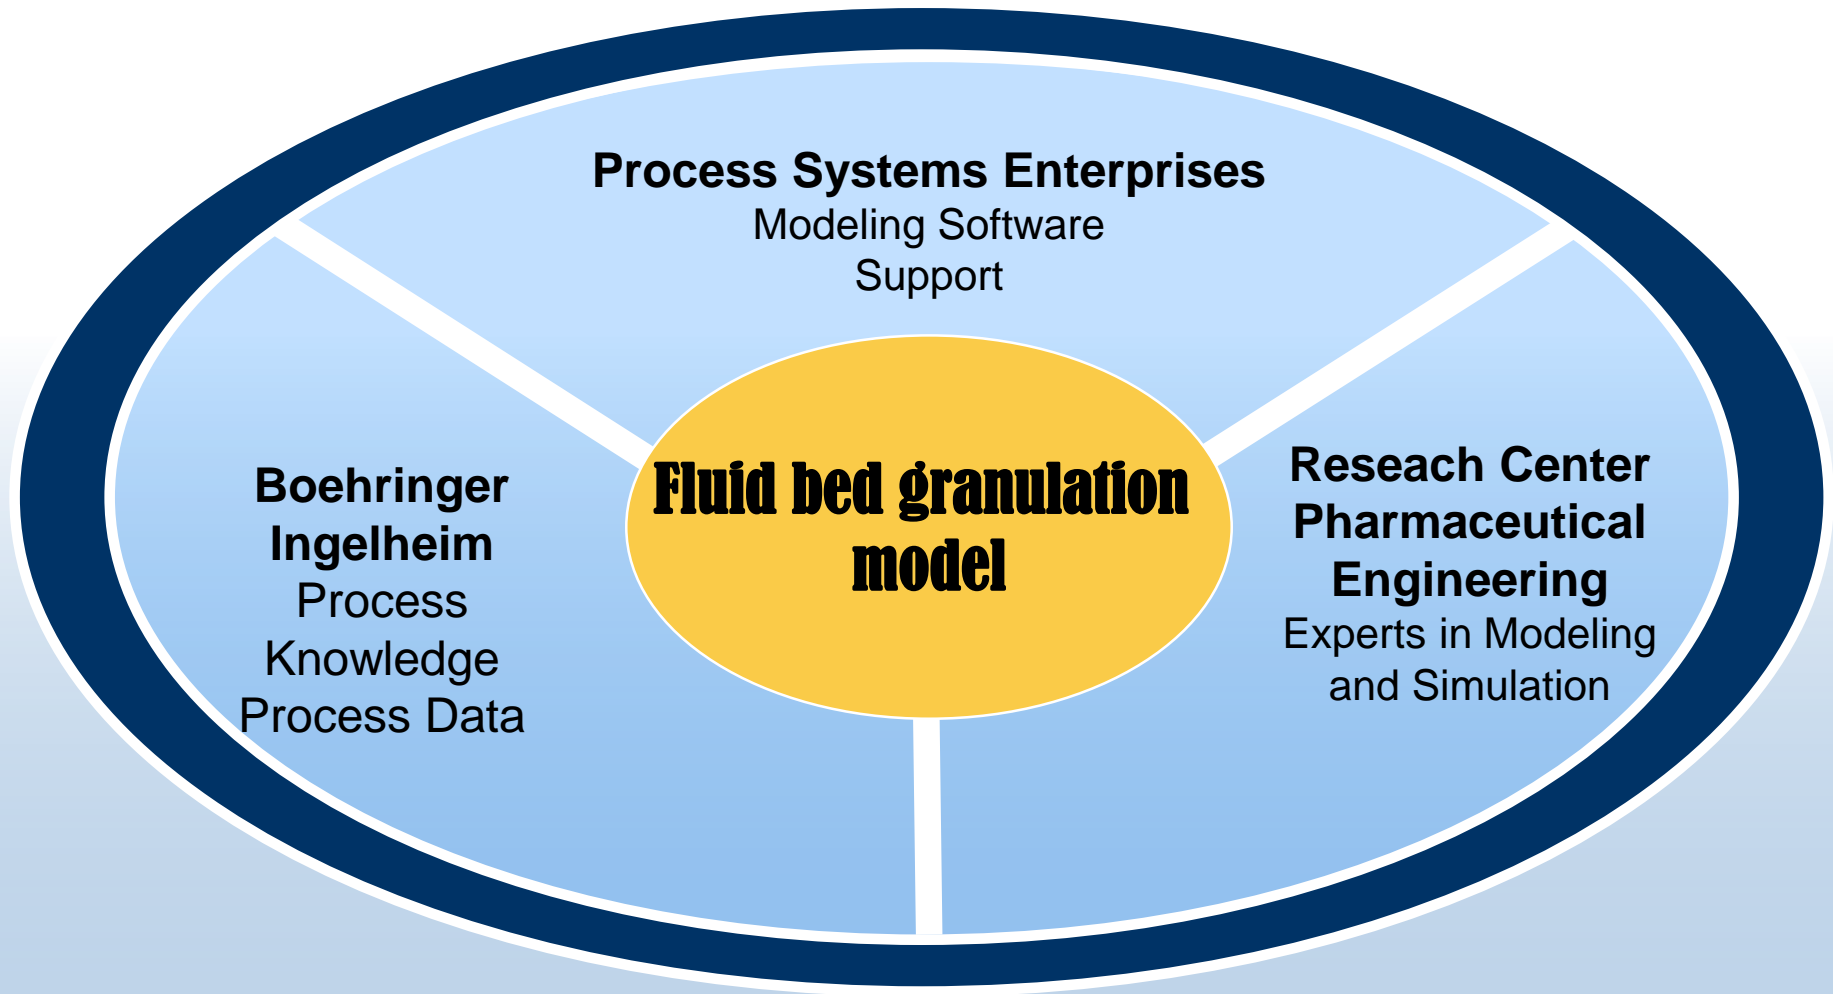 Process Systems Enterprises
Modeling Software
Support
Boehringer
Ingelheim
Process
Knowledge
Process Data
Fluid bed granulation
model
Reseach Center
Pharmaceutical
Engineering
Experts in Modeling
and Simulation